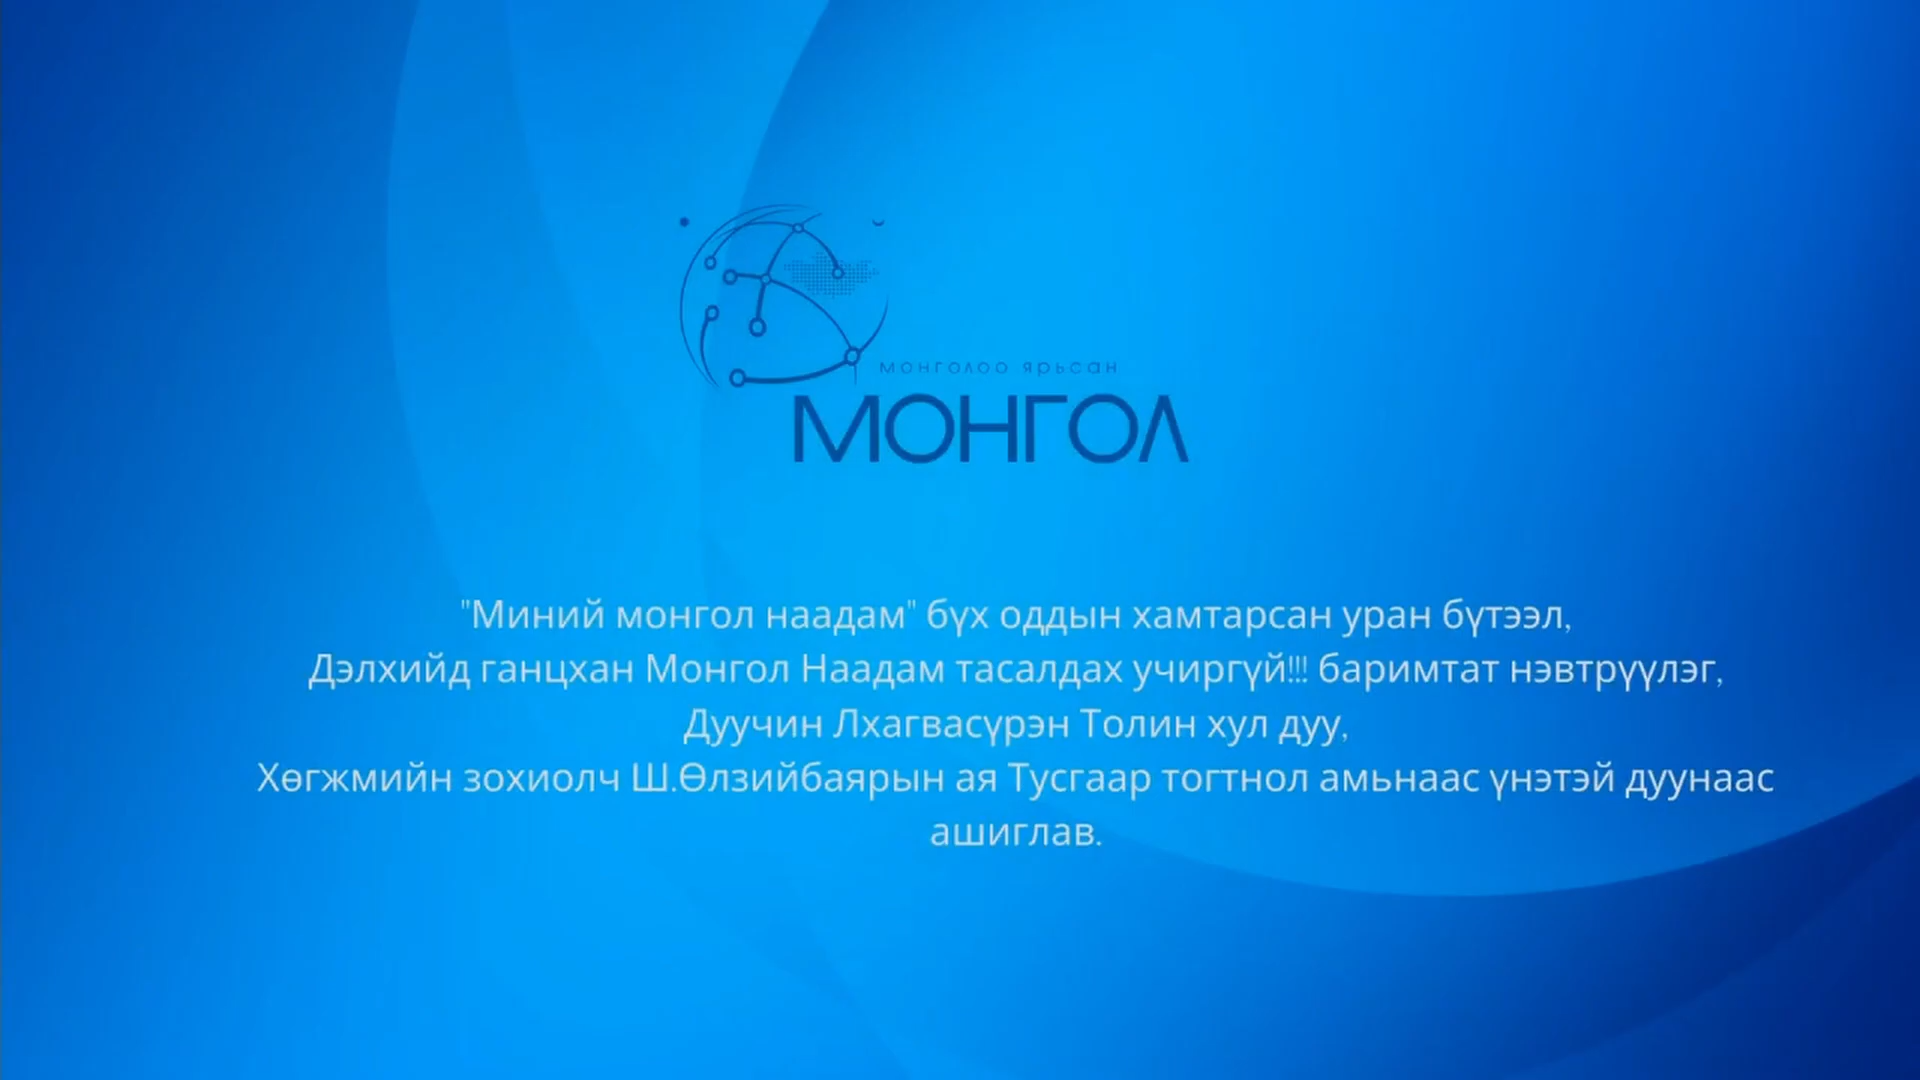 монголоо ярьсан
МОНГОЛ
"Миний монгол наадам" бүх оддын хамтарсан уран бүтээл,
Дэлхийд ганцхан Монгол Наадам тасалдах учиргүй!!! баримтат нэвтрүүлэг,
Дуучин Лхагвасүрэн Толин хул дуу,
Хөгжмийн зохиолч Ш.Өлзийбаярын ая Тусгаар тогтнол амьнаас үнэтэй дуунаас
ашиглав.